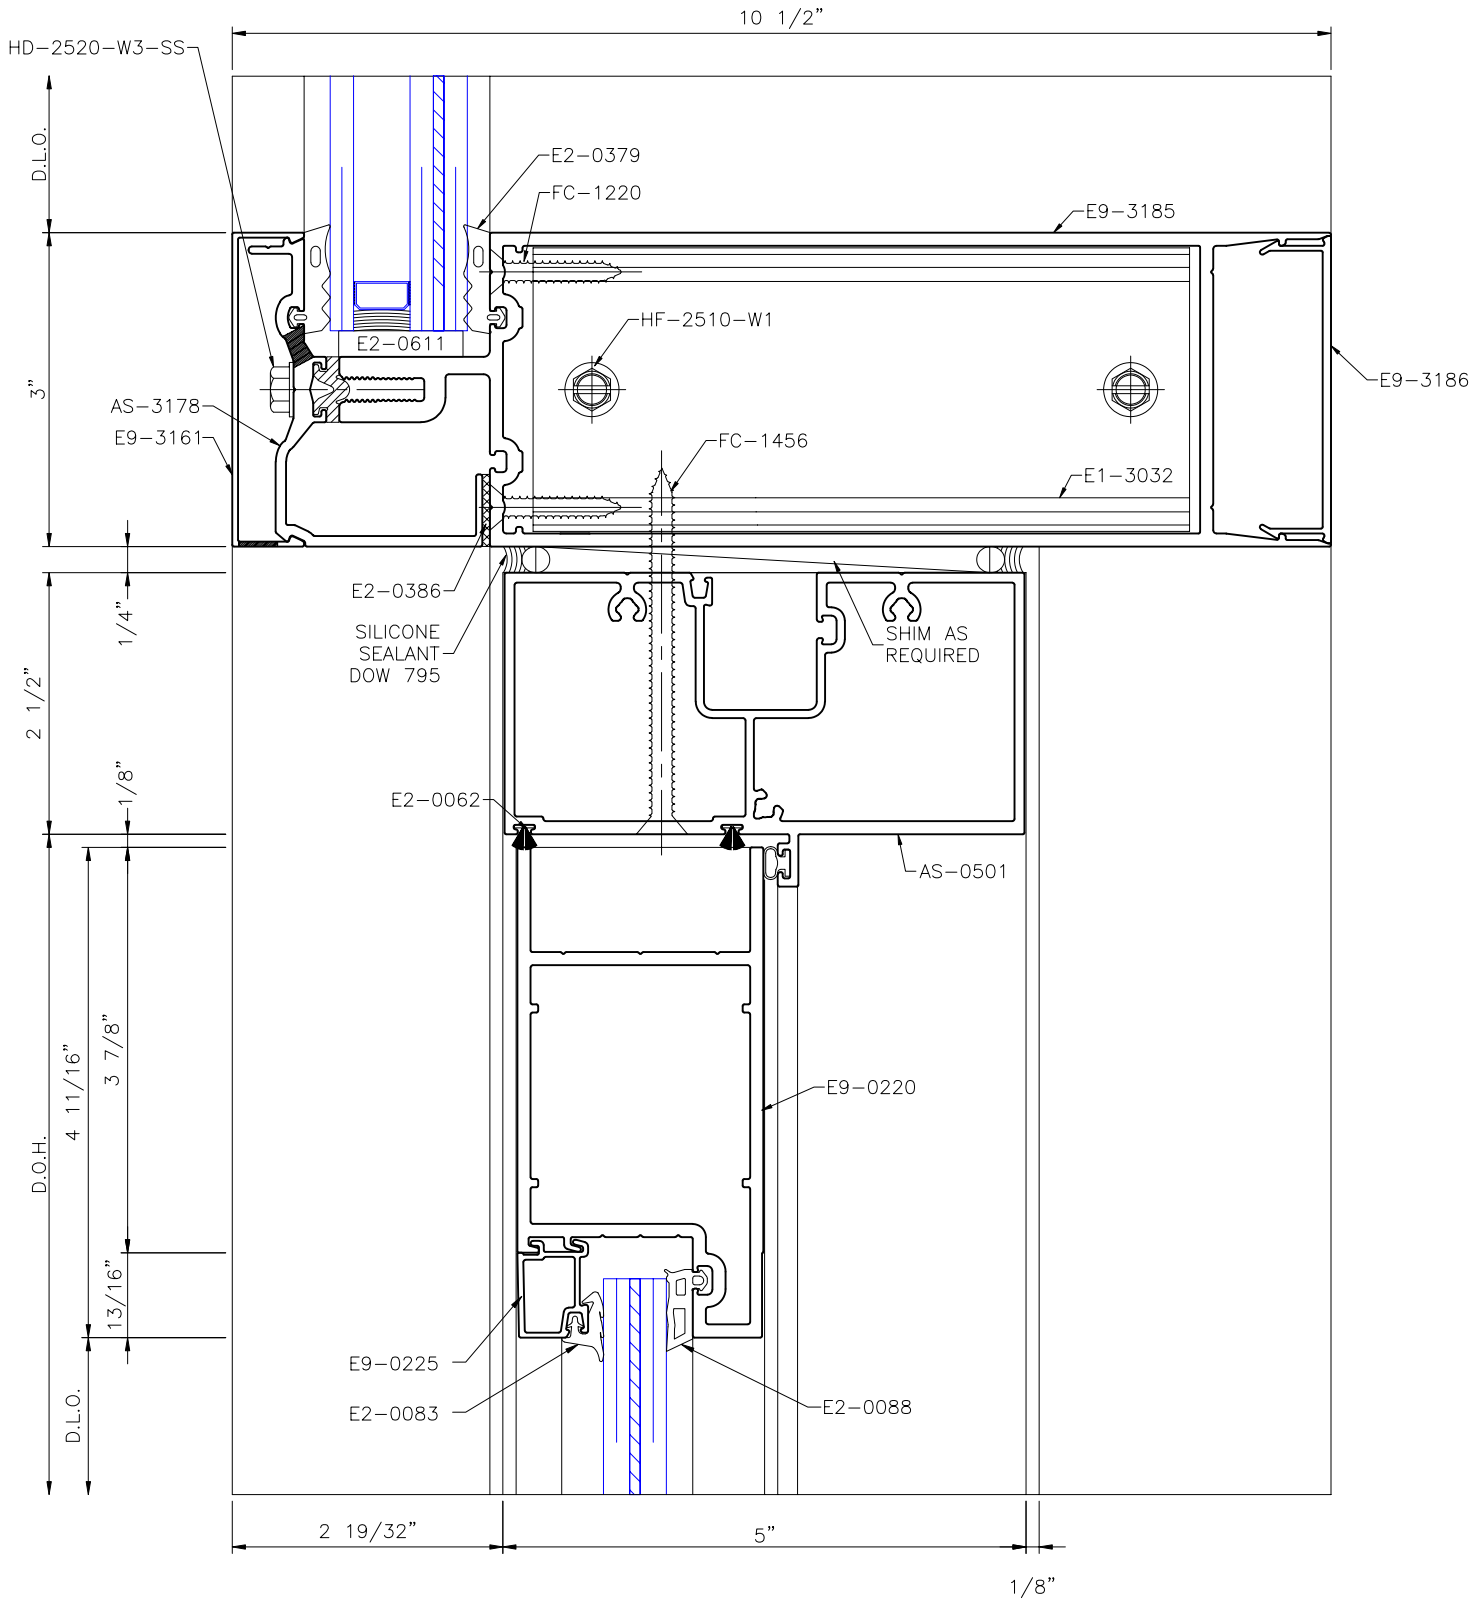 10 1/2”
HD-2520-W3-SS
D.L.O.
E2-0379
FC-1220
E9-3185
E2-0611
HF-2510-W1
3”
E9-3186
AS-3178
E9-3161
FC-1456
E1-3032
E2-0386
1/4”
SILICONE
SEALANT
DOW 795
SHIM AS
REQUIRED
2 1/2”
1/8”
E2-0062
AS-0501
3 7/8”
4 11/16”
E9-0220
D.O.H.
13/16”
E9-0225
E2-0083
E2-0088
D.L.O.
2 19/32”
5”
1/8”